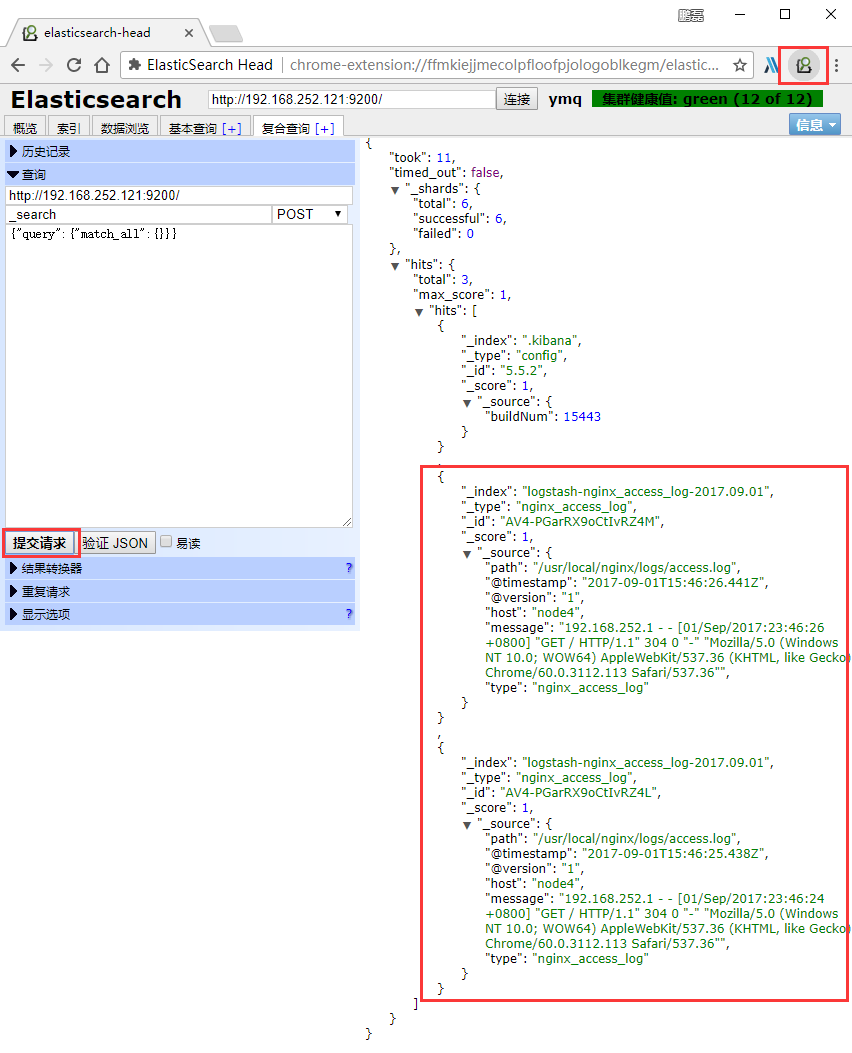 鹏磊
elasticsearch-head
ElasticSearch Head | chrome-extension://ffmkiejjmecolpfloofpjologoblkegm/elastic...
Elasticsearch http://192.168.252.121:9200/ 连接 ymq 集群健康值: green (12 of 12)
概览 索引 数据浏览 基本查询 [+] 复合查询 [+] 信息
历史记录
查询
http://192.168.252.121:9200/
_search POST
{"query":{"match_all":{}}}
提交请求 验证 JSON 易读
结果转换器 ?
重复请求
显示选项 ?
{
"took": 11,
"timed_out": false,
"_shards": {
"total": 6,
"successful": 6,
"failed": 0
},
"hits": {
"total": 3,
"max_score": 1,
"hits": [
{
"_index": ".kibana",
"_type": "config",
"_id": "5.5.2",
"_score": 1,
"_source": {
"buildNum": 15443
}
}
,
{
"_index": "logstash-nginx_access_log-2017.09.01",
"_type": "nginx_access_log",
"_id": "AV4-PGarRX9oCtIvRZ4M",
"_score": 1,
"_source": {
"path": "/usr/local/nginx/logs/access.log",
"@timestamp": "2017-09-01T15:46:26.441Z",
"@version": "1",
"host": "node4",
"message": "192.168.252.1 - - [01/Sep/2017:23:46:26
+0800] "GET / HTTP/1.1" 304 0 "-" "Mozilla/5.0 (Windows
NT 10.0; WOW64) AppleWebKit/537.36 (KHTML, like Gecko)
Chrome/60.0.3112.113 Safari/537.36"",
"type": "nginx_access_log"
}
}
,
{
"_index": "logstash-nginx_access_log-2017.09.01",
"_type": "nginx_access_log",
"_id": "AV4-PGarRX9oCtIvRZ4L",
"_score": 1,
"_source": {
"path": "/usr/local/nginx/logs/access.log",
"@timestamp": "2017-09-01T15:46:25.438Z",
"@version": "1",
"host": "node4",
"message": "192.168.252.1 - - [01/Sep/2017:23:46:24
+0800] "GET / HTTP/1.1" 304 0 "-" "Mozilla/5.0 (Windows
NT 10.0; WOW64) AppleWebKit/537.36 (KHTML, like Gecko)
Chrome/60.0.3112.113 Safari/537.36"",
"type": "nginx_access_log"
}
}
]
}
}